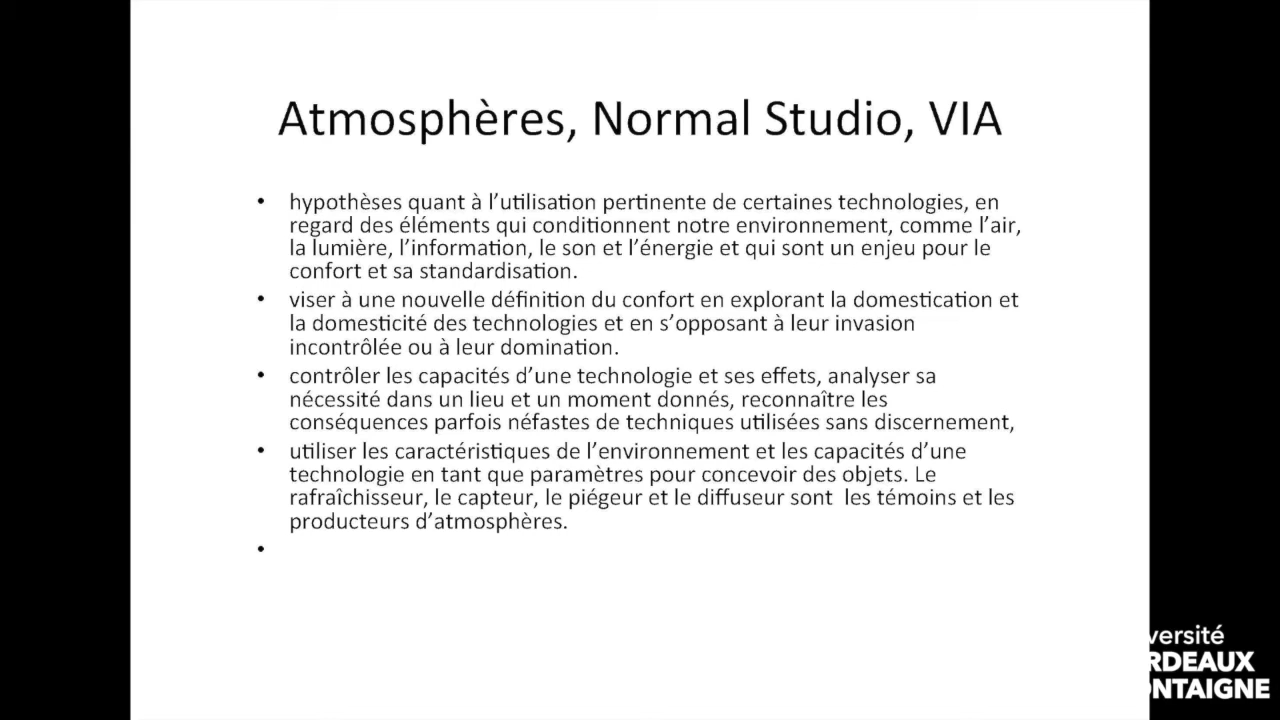 Atmosphères, Normal Studio, VIA
• hypothèses quant à l'utilisation pertinente de certaines technologies, en
regard des éléments qui conditionnent notre environnement, comme l'air,
la lumière, l'information, le son et l'énergie et qui sont un enjeu pour le
confort et sa standardisation.
• viser à une nouvelle définition du confort en explorant la domestication et
la domesticité des technologies et en s'opposant à leur invasion
incontrôlée ou à leur domination.
• contrôler les capacités d'une technologie et ses effets, analyser sa
nécessité dans un lieu et un moment donnés, reconnaître les
conséquences parfois néfastes de techniques utilisées sans discernement,
• utiliser les caractéristiques de l'environnement et les capacités d'une
technologie en tant que paramètres pour concevoir des objets. Le
rafraîchisseur, le capteur, le piégeur et le diffuseur sont  les témoins et les
producteurs d'atmosphères.
•
versité
RDEAUX
NTAIGNE